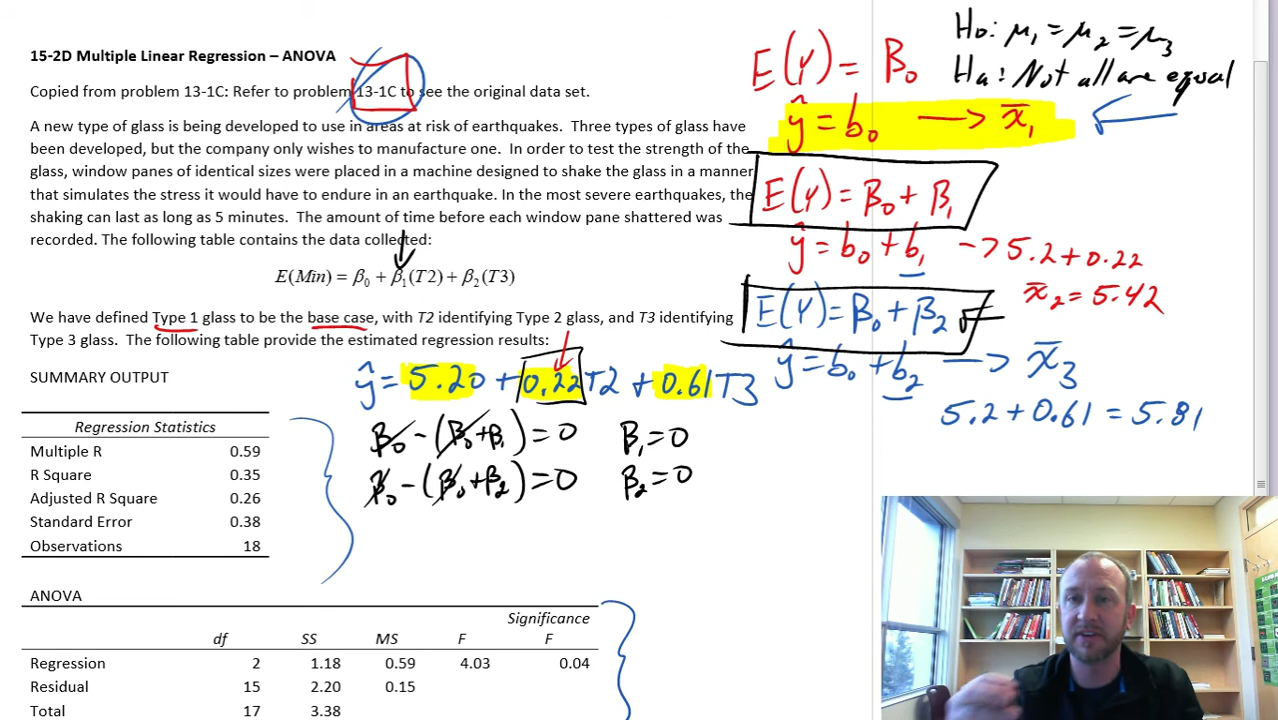 15-2D Multiple Linear Regression – ANOVA
Copied from problem 13-1C: Refer to problem 13-1C to see the original data set.
A new type of glass is being developed to use in areas at risk of earthquakes. Three types of glass have
been developed, but the company only wishes to manufacture one. In order to test the strength of the
glass, window panes of identical sizes were placed in a machine designed to shake the glass in a manner
that simulates the stress it would have to endure in an earthquake. In the most severe earthquakes, the
shaking can last as long as 5 minutes. The amount of time before each window pane shattered was
recorded. The following table contains the data collected:
E(Min) = β₀ + β₁(T2) + β₂(T3)
We have defined Type 1 glass to be the base case, with T2 identifying Type 2 glass, and T3 identifying
Type 3 glass. The following table provide the estimated regression results:
SUMMARY OUTPUT
ŷ = 5.20 + 0.22T2 + 0.61T3
β₀ - (β₀+β₁) = 0 β₁=0
β₀ - (β₀+β₂) = 0 β₂=0
Regression Statistics
Multiple R 0.59
R Square 0.35
Adjusted R Square 0.26
Standard Error 0.38
Observations 18
ANOVA
df SS MS F Significance F
Regression 2 1.18 0.59 4.03 0.04
Residual 15 2.20 0.15
Total 17 3.38
H₀: μ₁ = μ₂ = μ₃
Ha: Not all are equal
E(Y) = β₀
ŷ = b₀ → x̄₁
E(Y) = β₀ + β₁
ŷ = b₀ + b₁ → 5.2 + 0.22
x̄₂ = 5.42
E(Y) = β₀ + β₂
ŷ = b₀ + b₂ → x̄₃
5.2 + 0.61 = 5.81